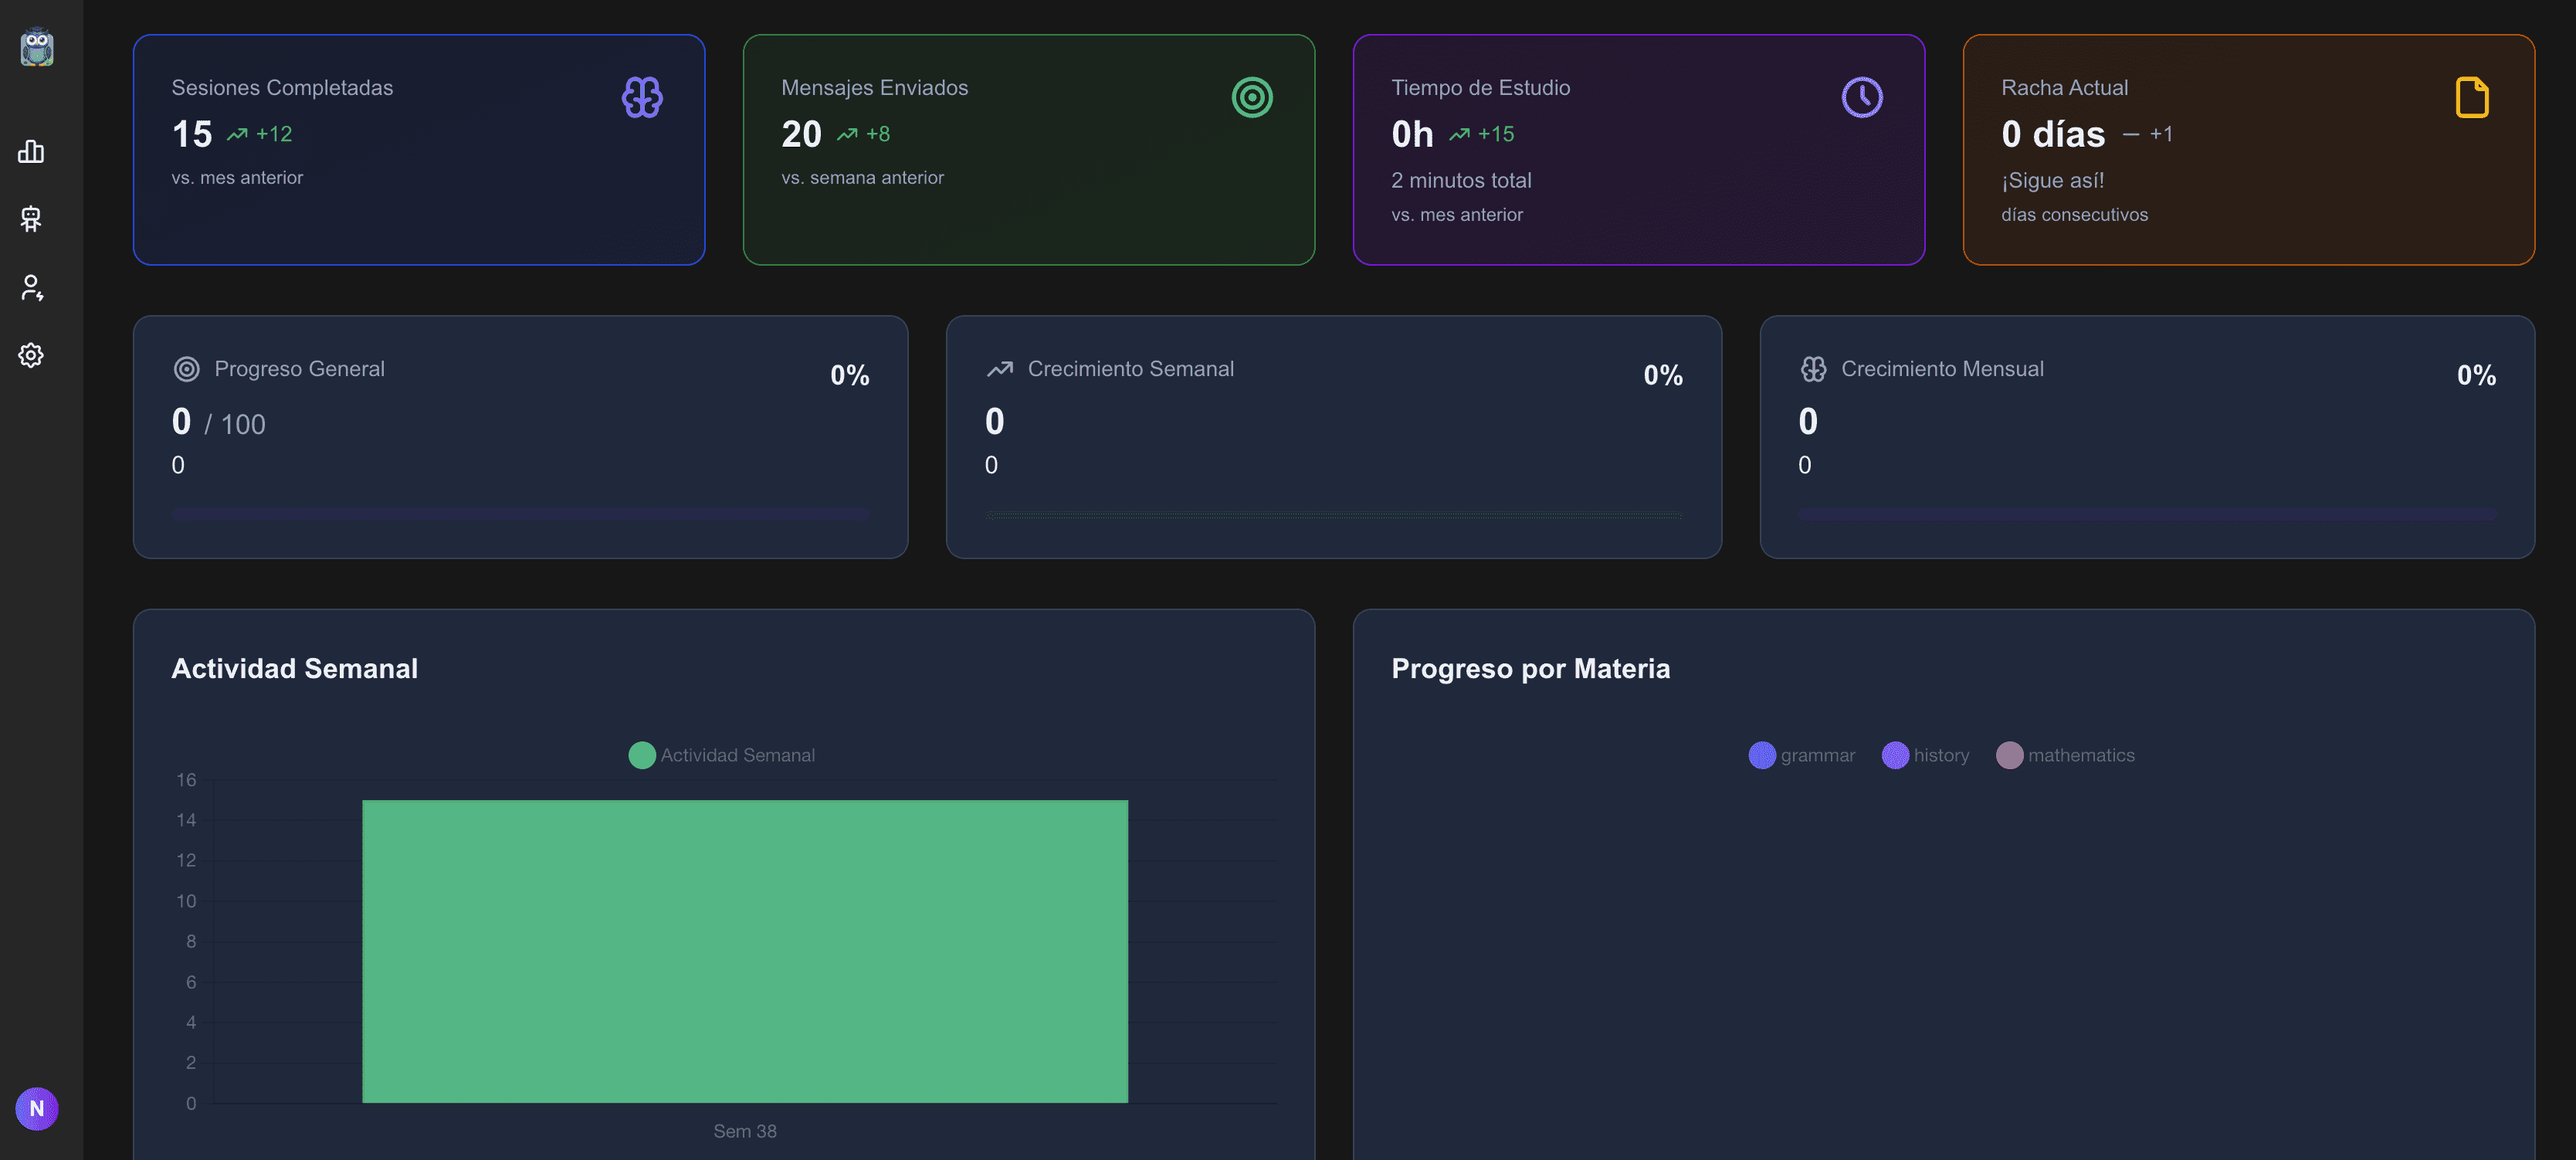 Sesiones Completadas
15 +12
vs. mes anterior
Mensajes Enviados
20 +8
vs. semana anterior
Tiempo de Estudio
0h +15
2 minutos total
vs. mes anterior
Racha Actual
0 días — +1
¡Sigue así!
días consecutivos
Progreso General
0%
0 / 100
0
Crecimiento Semanal
0%
0
0
Crecimiento Mensual
0%
0
0
Actividad Semanal
Actividad Semanal
16
14
12
10
8
6
4
2
0
Sem 38
Progreso por Materia
grammar history mathematics
N